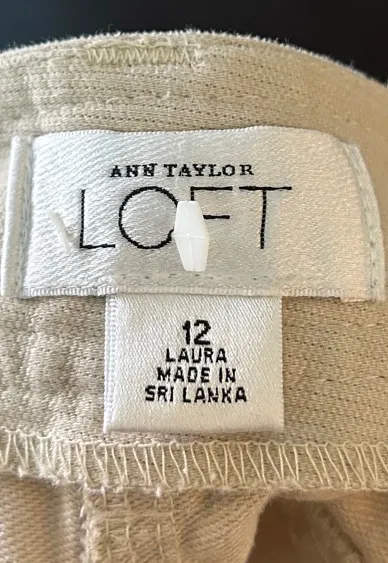 ANN TAYLOR
LOFT
12
LAURA
MADE IN
SRI LANKA